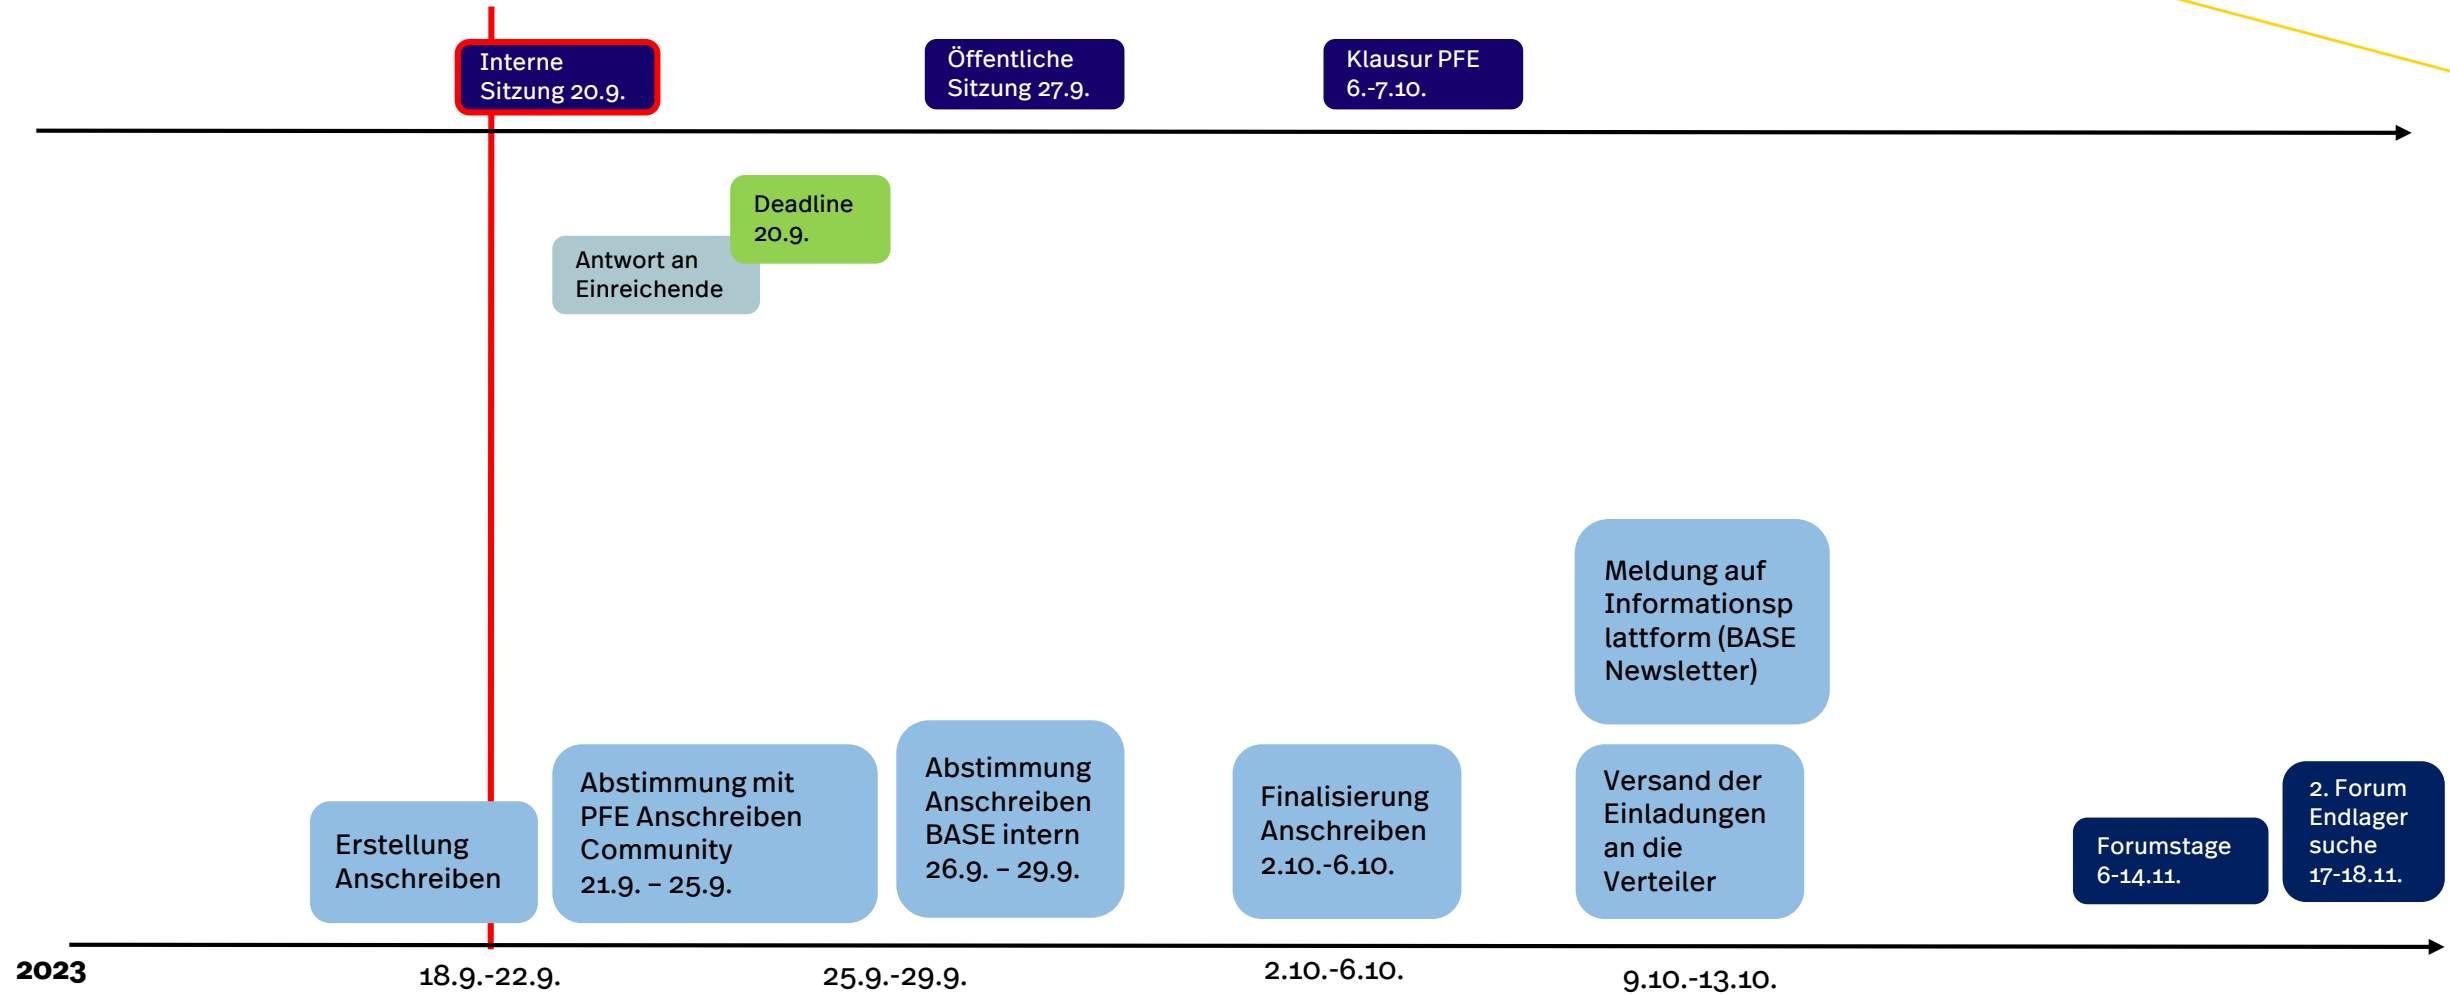 Interne
Sitzung 20.9.
Öffentliche
Sitzung 27.9.
Klausur PFE
6.-7.10.
Deadline
20.9.
Antwort an
Einreichende
Meldung auf
Informationsp
lattform (BASE
Newsletter)
Erstellung
Anschreiben
Abstimmung mit
PFE Anschreiben
Community
21.9. – 25.9.
Abstimmung
Anschreiben
BASE intern
26.9. – 29.9.
Finalisierung
Anschreiben
2.10.-6.10.
Versand der
Einladungen
an die
Verteiler
Forumstage
6-14.11.
2. Forum
Endlager
suche
17-18.11.
2023
18.9.-22.9.
25.9.-29.9.
2.10.-6.10.
9.10.-13.10.